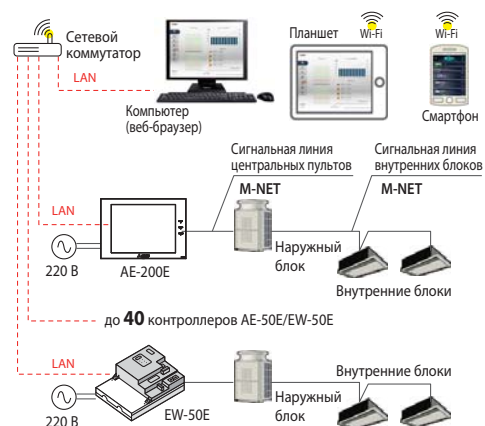 Сетевой
коммутатор
LAN
Компьютер
(веб-браузер)
Планшет
Wi-Fi
Wi-Fi
Смартфон
Сигнальная линия
центральных пультов
M-NET
Сигнальная линия
внутренних блоков
M-NET
LAN
220 В
AE-200E
Наружный
блок
Внутренние блоки
до 40 контроллеров AE-50E/EW-50E
LAN
220 В
EW-50E
Наружный
блок
Внутренние блоки